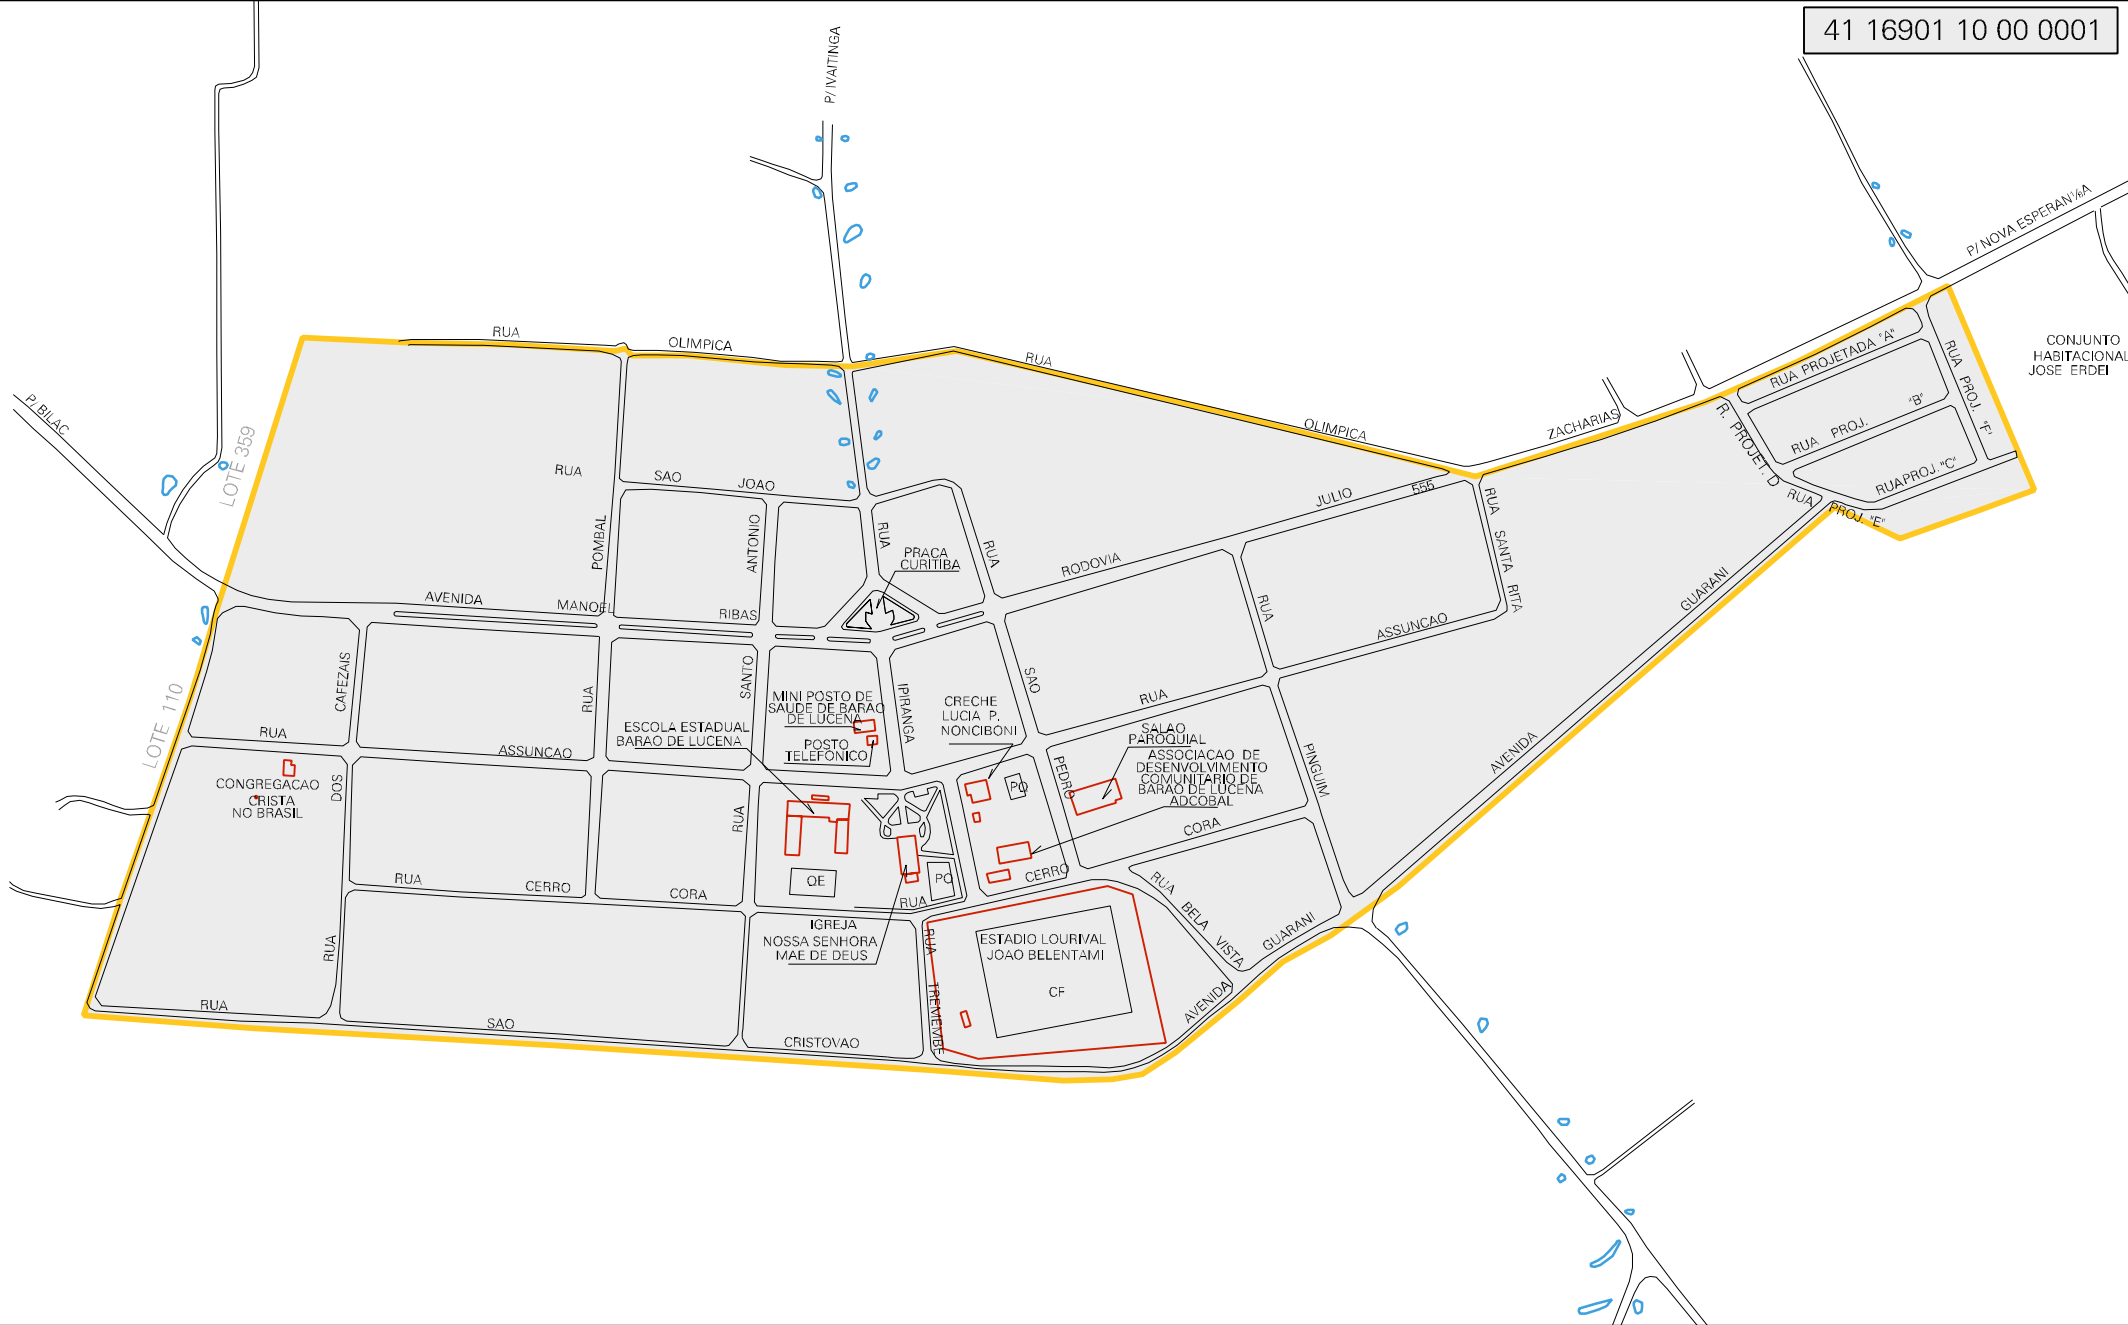 41 16901 10 00 0001
P/ IVAITINGA
P/ NOVA ESPERAN½A
CONJUNTO
HABITACIONAL
JOSE ERDEI
RUA
OLIMPICA
RUA
OLIMPICA
ZACHARIAS
RUA PROJETADA "A"
RUA PROJ. "F"
RUA PROJ. "B"
R. PROJET. D
RUAPROJ. "C"
RUA PROJ. "E"
P/ BILAC
LOTE 359
RUA
SAO
JOAO
JULIO
555
POMBAL
ANTONIO
RUA
PRACA
CURITIBA
RUA
RODOVIA
RUA SANTA RITA
AVENIDA
MANOEL
RIBAS
RUA
ASSUNCAO
GUARANI
LOTE 110
CAFEZAIS
RUA
SANTO
MINI POSTO DE
SAUDE DE BARAO
DE LUCENA
IPIRANGA
CRECHE
LUCIA P.
NONCIBONI
SAO
RUA
ESCOLA ESTADUAL
BARAO DE LUCENA
POSTO
TELEFONICO
RUA
ASSUNCAO
SALAO
PAROQUIAL
ASSOCIACAO DE
DESENVOLVIMENTO
COMUNITARIO DE
BARAO DE LUCENA
ADCOBAL
PINGUIM
AVENIDA
CONGREGACAO
CRISTA
NO BRASIL
DOS
RUA
PQ
PEDRO
CORA
RUA
CERRO
CORA
QE
PQ
RUA
CERRO
RUA
BELA
VISTA
GUARANI
IGREJA
NOSSA SENHORA
MAE DE DEUS
RUA
RUA
TREMEMBE
ESTADIO LOURIVAL
JOAO BELENTAMI
CF
AVENIDA
RUA
SAO
CRISTOVAO